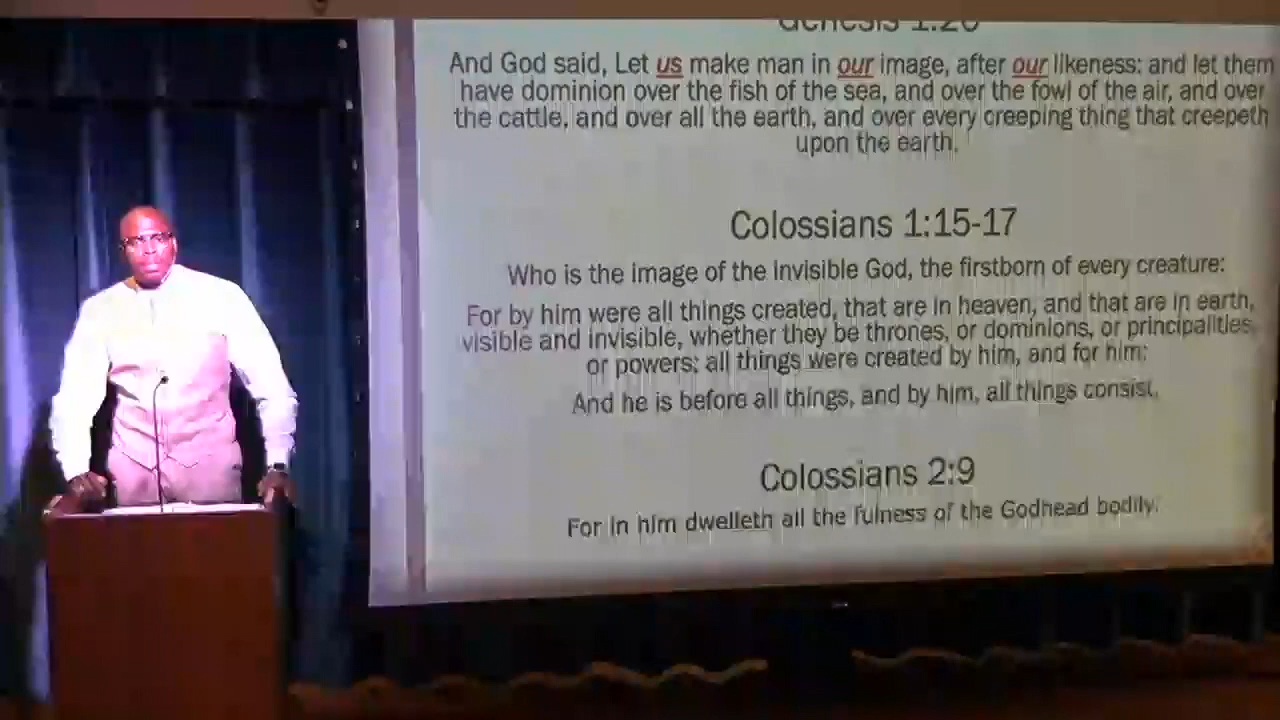 Genesis 1:26
And God said, Let us make man in our image, after our likeness: and let them
have dominion over the fish of the sea, and over the fowl of the air, and over
the cattle, and over all the earth, and over every creeping thing that creepeth
upon the earth.
Colossians 1:15-17
Who is the image of the invisible God, the firstborn of every creature:
For by him were all things created, that are in heaven, and that are in earth,
visible and invisible, whether they be thrones, or dominions, or principalities,
or powers: all things were created by him, and for him:
And he is before all things, and by him, all things consist.
Colossians 2:9
For in him dwelleth all the fulness of the Godhead bodily.